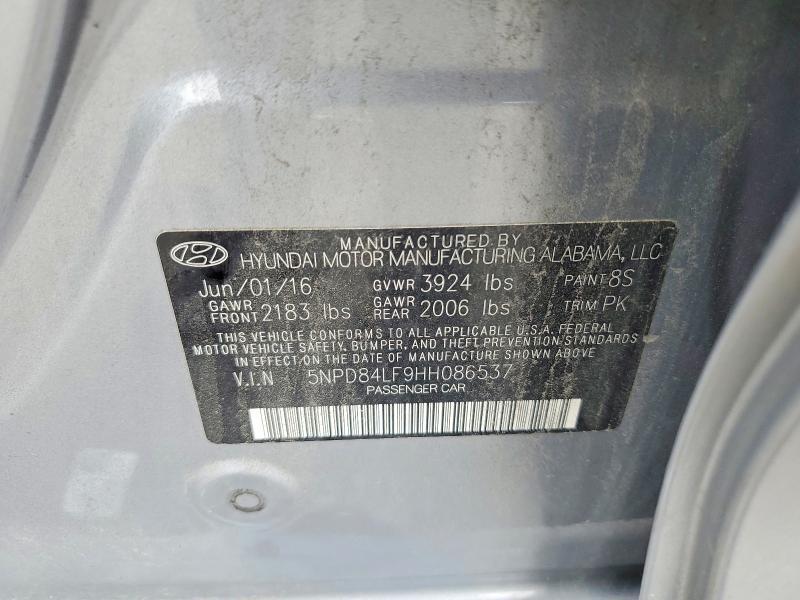 MANUFACTURED BY
HYUNDAI MOTOR MANUFACTURING ALABAMA, LLC
Jun/01/16 GVWR 3924 lbs PAINT 8S
GAWR FRONT 2183 lbs GAWR REAR 2006 lbs TRIM PK
THIS VEHICLE CONFORMS TO ALL APPLICABLE U.S.A. FEDERAL
MOTOR VEHICLE SAFETY, BUMPER, AND THEFT PREVENTION STANDARDS
IN EFFECT ON THE DATE OF MANUFACTURE SHOWN ABOVE.
V.I.N 5NPD84LF9HH086537
PASSENGER CAR